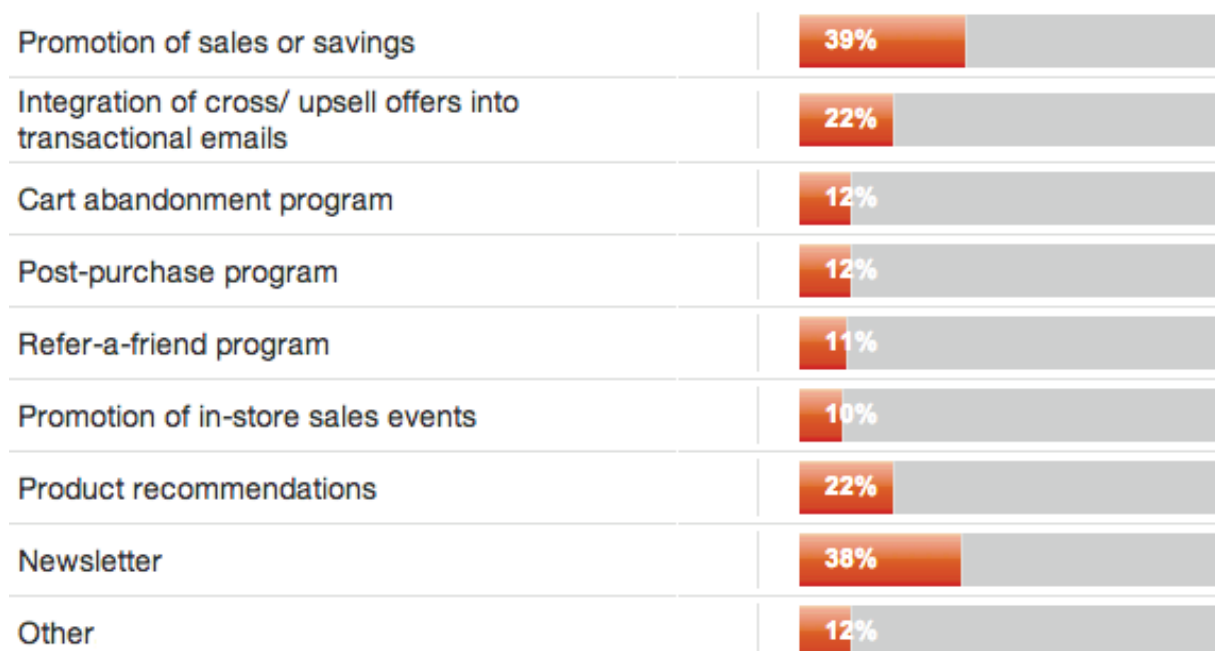 Promotion of sales or savings 39%
Integration of cross/ upsell offers into
transactional emails 22%
Cart abandonment program 12%
Post-purchase program 12%
Refer-a-friend program 11%
Promotion of in-store sales events 10%
Product recommendations 22%
Newsletter 38%
Other 12%